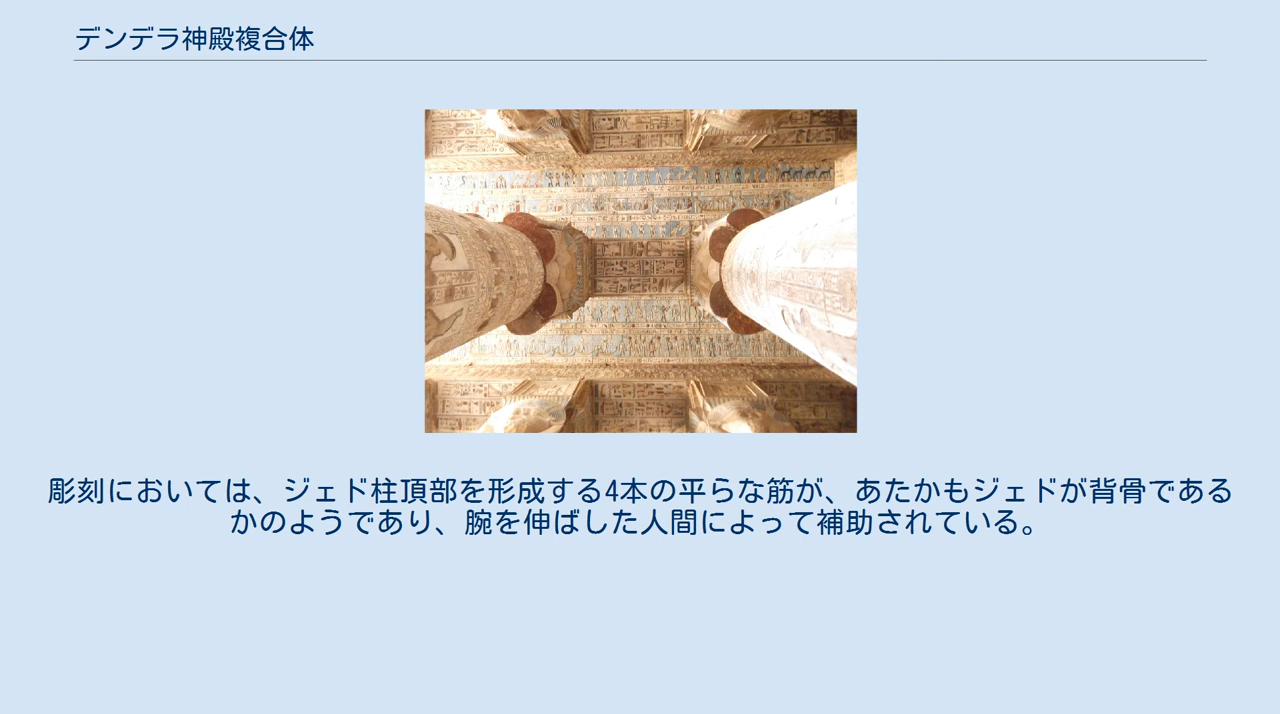 デンデラ神殿複合体
彫刻においては、ジェド柱頂部を形成する4本の平らな筋が、あたかもジェドが背骨である
かのようであり、腕を伸ばした人間によって補助されている。